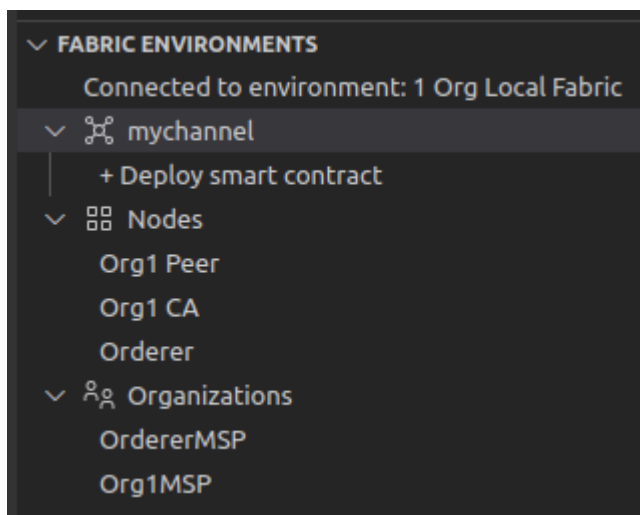 FABRIC ENVIRONMENTS
Connected to environment: 1 Org Local Fabric
mychannel
+ Deploy smart contract
Nodes
Org1 Peer
Org1 CA
Orderer
Organizations
OrdererMSP
Org1MSP